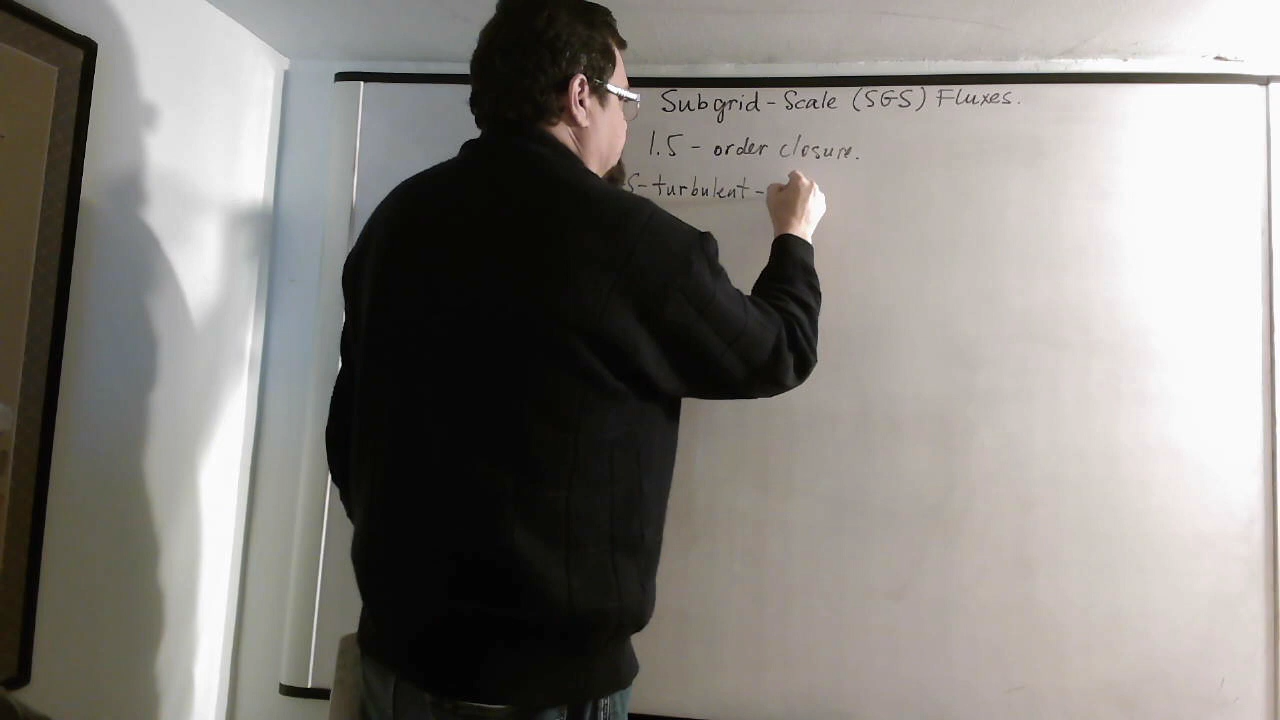 Subgrid-Scale (SGS) Fluxes.
1.5 - order closure.
S-turbulent-